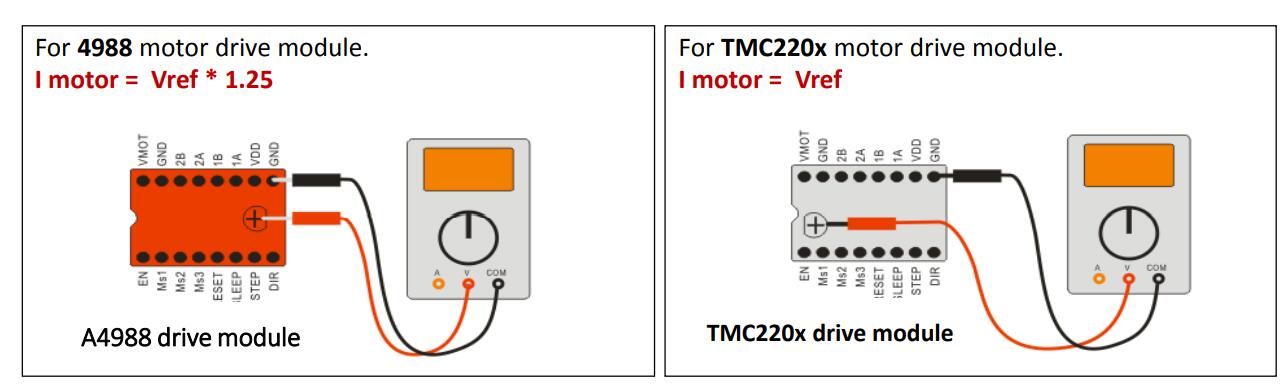 For 4988 motor drive module.
I motor = Vref * 1.25
VMOT
GND
2B
2A
1B
1A
VDD
GND
EN
Ms1
Ms2
Ms3
ESET
LEEP
STEP
DIR
A
V
COM
A4988 drive module
For TMC220x motor drive module.
I motor = Vref
VMOT
GND
2B
2A
1B
1A
VDD
GND
EN
Ms1
Ms2
Ms3
RESET
SLEEP
STEP
DIR
A
V
COM
TMC220x drive module